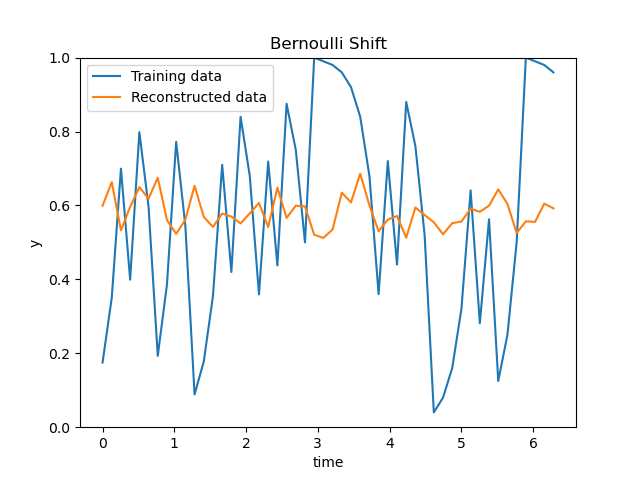 Bernoulli Shift
Training data
Reconstructed data
1.0
0.8
0.6
0.4
0.2
0.0
y
0 1 2 3 4 5 6
time